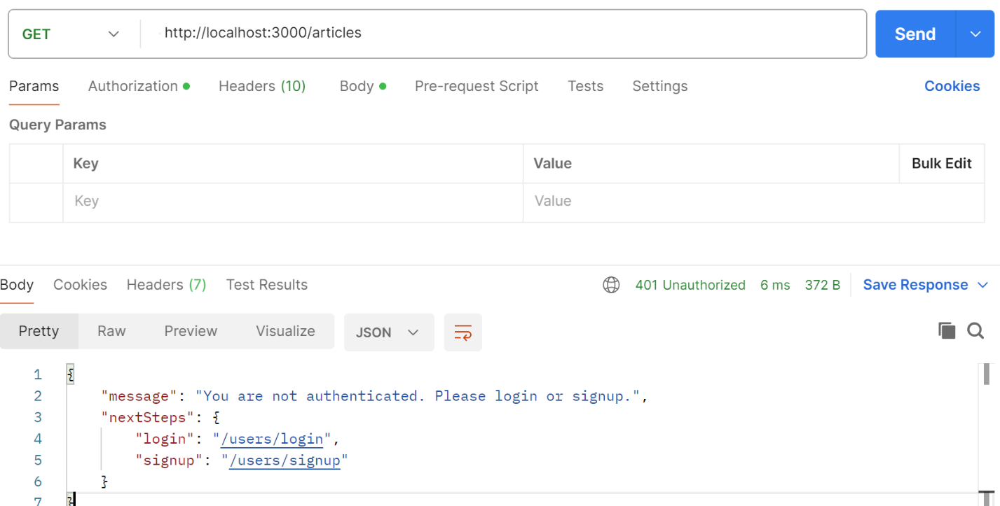 GET http://localhost:3000/articles Send
Params Authorization Headers (10) Body Pre-request Script Tests Settings Cookies
Query Params
Key Value Bulk Edit
Key Value
Body Cookies Headers (7) Test Results 401 Unauthorized 6 ms 372 B Save Response
Pretty Raw Preview Visualize JSON
1 {
2 "message": "You are not authenticated. Please login or signup.",
3 "nextSteps": {
4 "login": "/users/login",
5 "signup": "/users/signup"
6 }
7 }